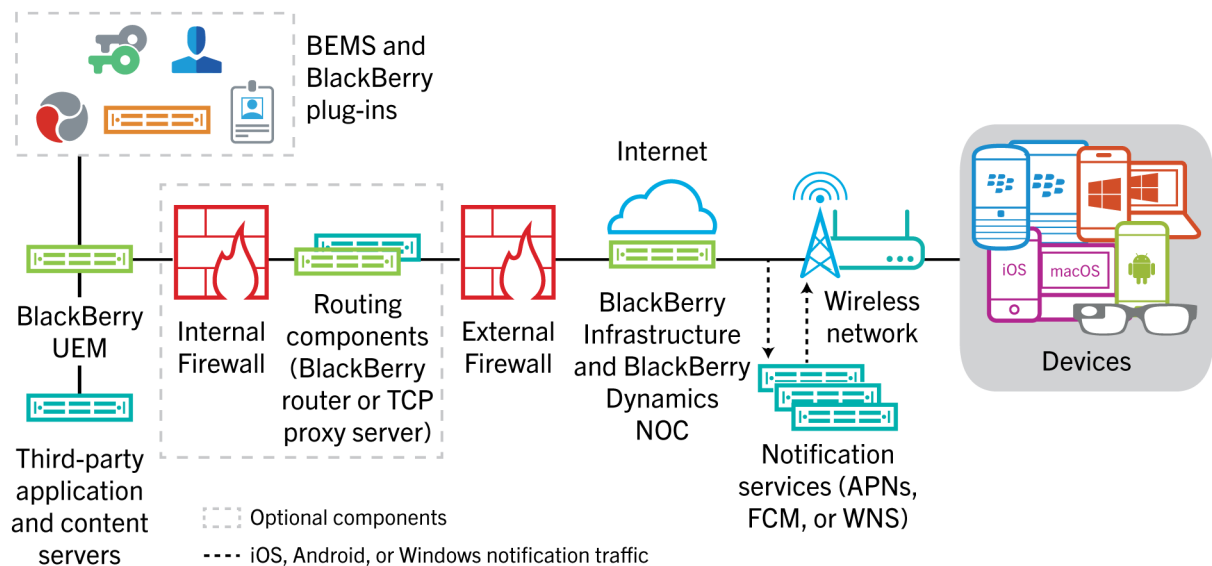 BEMS and
BlackBerry
plug-ins
Internet
BlackBerry
UEM
Internal
Firewall
Routing
components
(BlackBerry
router or TCP
proxy server)
External
Firewall
BlackBerry
Infrastructure
and BlackBerry
Dynamics
NOC
Wireless
network
iOS
macOS
Devices
Third-party
application
and content
servers
Notification
services (APNs,
FCM, or WNS)
Optional components
iOS, Android, or Windows notification traffic